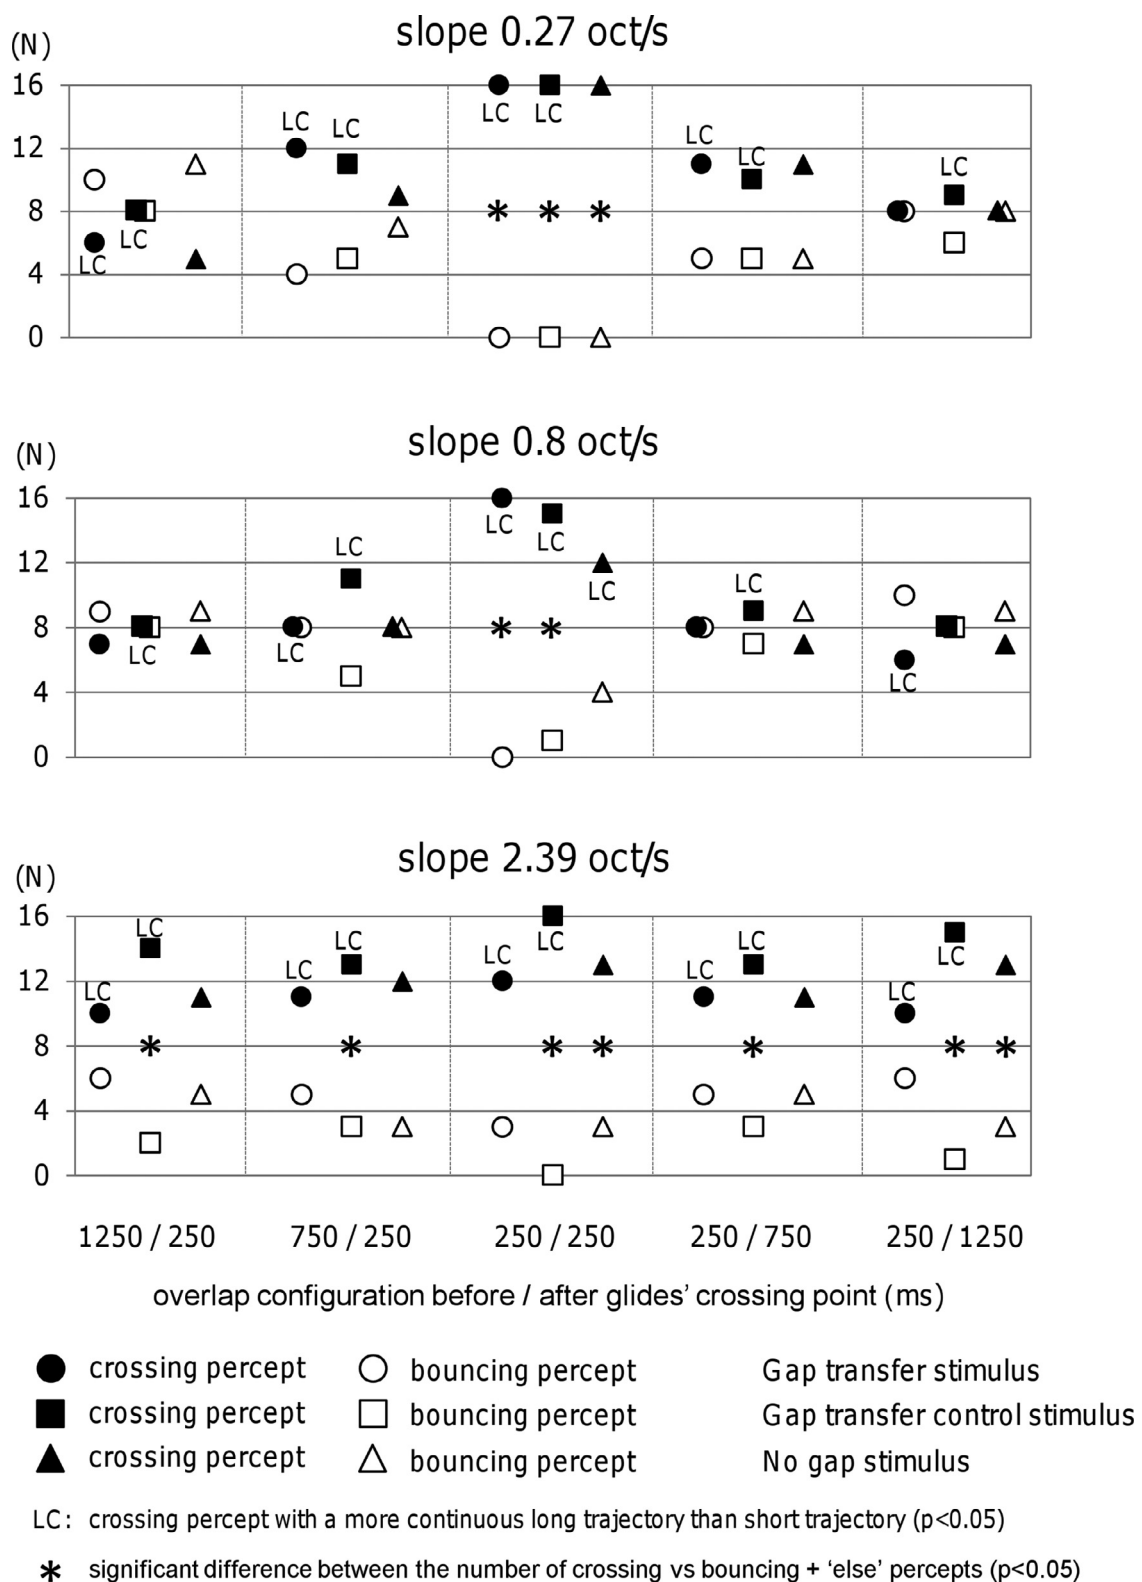 slope 0.27 oct/s
(N)
16
LC LC
LC LC LC
LC
12
LC
LC
8
LC
LC
4
0
slope 0.8 oct/s
(N)
16
LC
LC
LC
12
LC
LC
8
LC LC
LC
4
0
slope 2.39 oct/s
(N)
16
LC
LC LC LC
LC
LC LC LC
12
LC LC
8
4
0
1250 / 250 750 / 250 250 / 250 250 / 750 250 / 1250
overlap configuration before / after glides' crossing point (ms)
crossing percept bouncing percept Gap transfer stimulus
crossing percept bouncing percept Gap transfer control stimulus
crossing percept bouncing percept No gap stimulus
LC: crossing percept with a more continuous long trajectory than short trajectory (p<0.05)
* significant difference between the number of crossing vs bouncing + 'else' percepts (p<0.05)